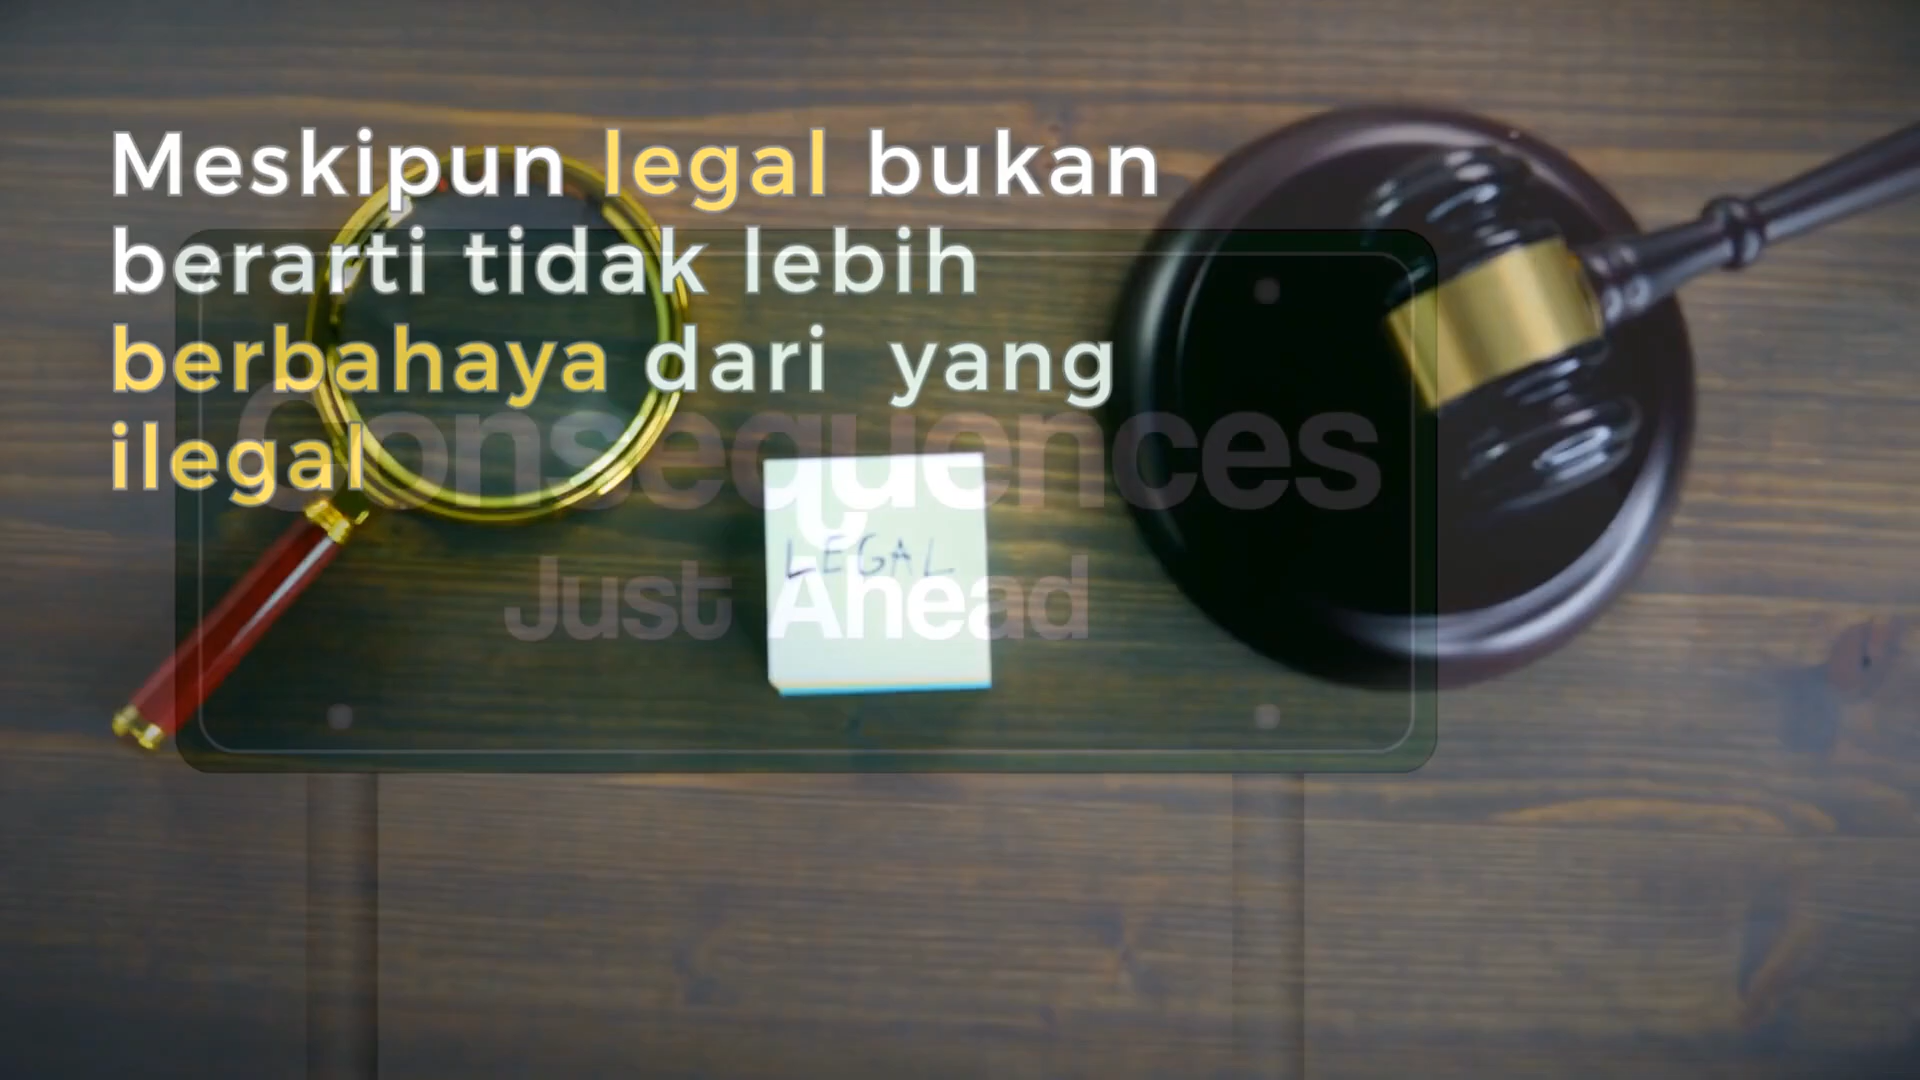 Meskipun legal bukan
berarti tidak lebih
berbahaya dari  yang
ilegal
Consequences
Just Ahead
LEGAL